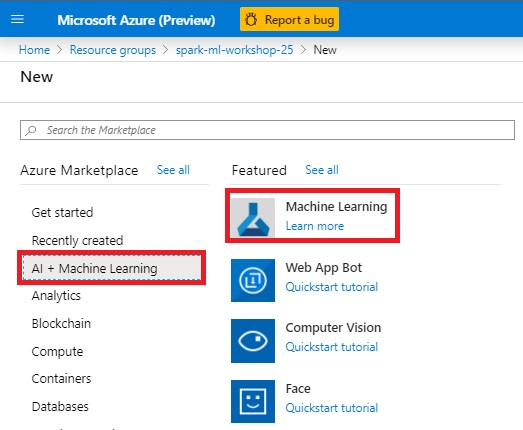 Microsoft Azure (Preview)
Report a bug
Home > Resource groups > spark-ml-workshop-25 > New
New
Search the Marketplace
Azure Marketplace See all
Get started
Recently created
AI + Machine Learning
Analytics
Blockchain
Compute
Containers
Databases
Featured See all
Machine Learning
Learn more
Web App Bot
Quickstart tutorial
Computer Vision
Quickstart tutorial
Face
Quickstart tutorial